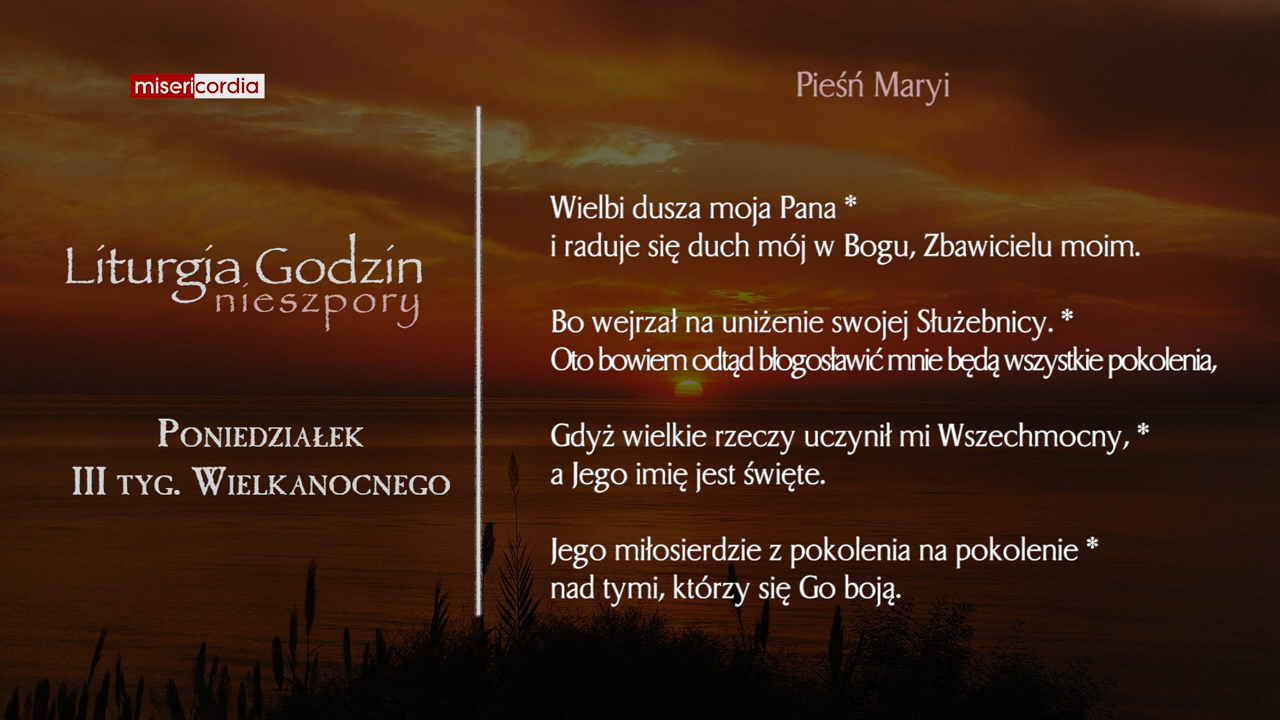 misericordia
Liturgia Godzin
nieszpory
Poniedziałek
III tyg. Wielkanocnego
Pieśń Maryi
Wielbi dusza moja Pana *
i raduje się duch mój w Bogu, Zbawicielu moim.
Bo wejrzał na uniżenie swojej Służebnicy. *
Oto bowiem odtąd błogosławić mnie będą wszystkie pokolenia,
Gdyż wielkie rzeczy uczynił mi Wszechmocny, *
a Jego imię jest święte.
Jego miłosierdzie z pokolenia na pokolenie *
nad tymi, którzy się Go boją.